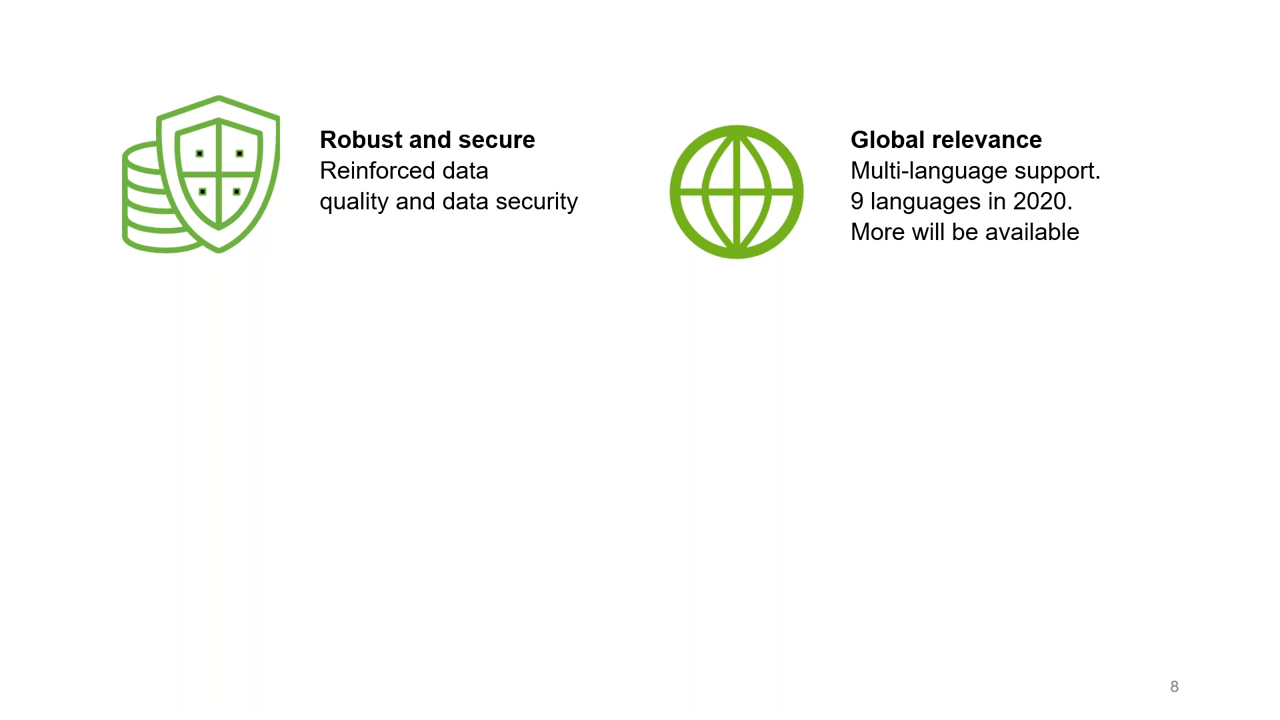 Robust and secure
Reinforced data
quality and data security
Global relevance
Multi-language support.
9 languages in 2020.
More will be available
8